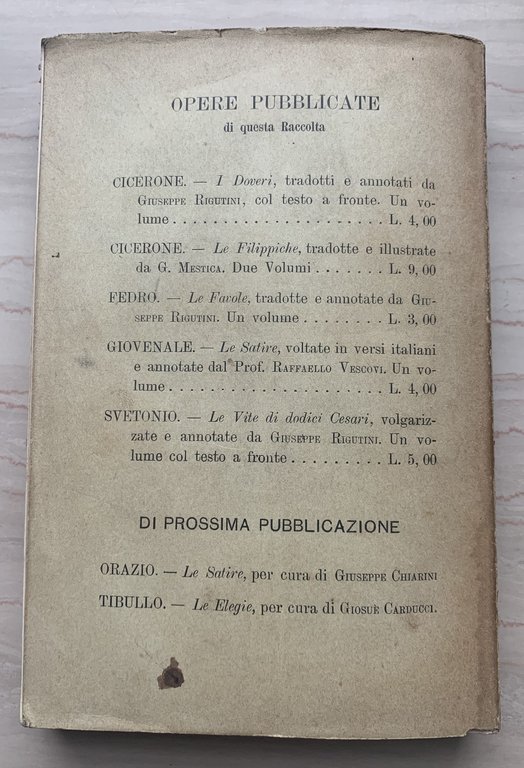 OPERE PUBBLICATE
di questa Raccolta
CICERONE. — I Doveri, tradotti e annotati da
GIUSEPPE RIGUTINI, col testo a fronte. Un vo-
lume . . . . . . . . . . . . . . . . . . . . L. 4, 00
CICERONE. — Le Filippiche, tradotte e illustrate
da G. MESTICA. Due Volumi . . . . . . . L. 9, 00
FEDRO. — Le Favole, tradotte e annotate da GIU-
SEPPE RIGUTINI. Un volume . . . . . . . . L. 3, 00
GIOVENALE. — Le Satire, voltate in versi italiani
e annotate dal Prof. RAFFAELLO VESCOVI. Un vo-
lume . . . . . . . . . . . . . . . . . . . . L. 4, 00
SVETONIO. — Le Vite di dodici Cesari, volgariz-
zate e annotate da GIUSEPPE RIGUTINI. Un vo-
lume col testo a fronte . . . . . . . . . L. 5, 00
DI PROSSIMA PUBBLICAZIONE
ORAZIO. — Le Satire, per cura di GIUSEPPE CHIARINI
TIBULLO. — Le Elegie, per cura di GIOSUÈ CARDUCCI.